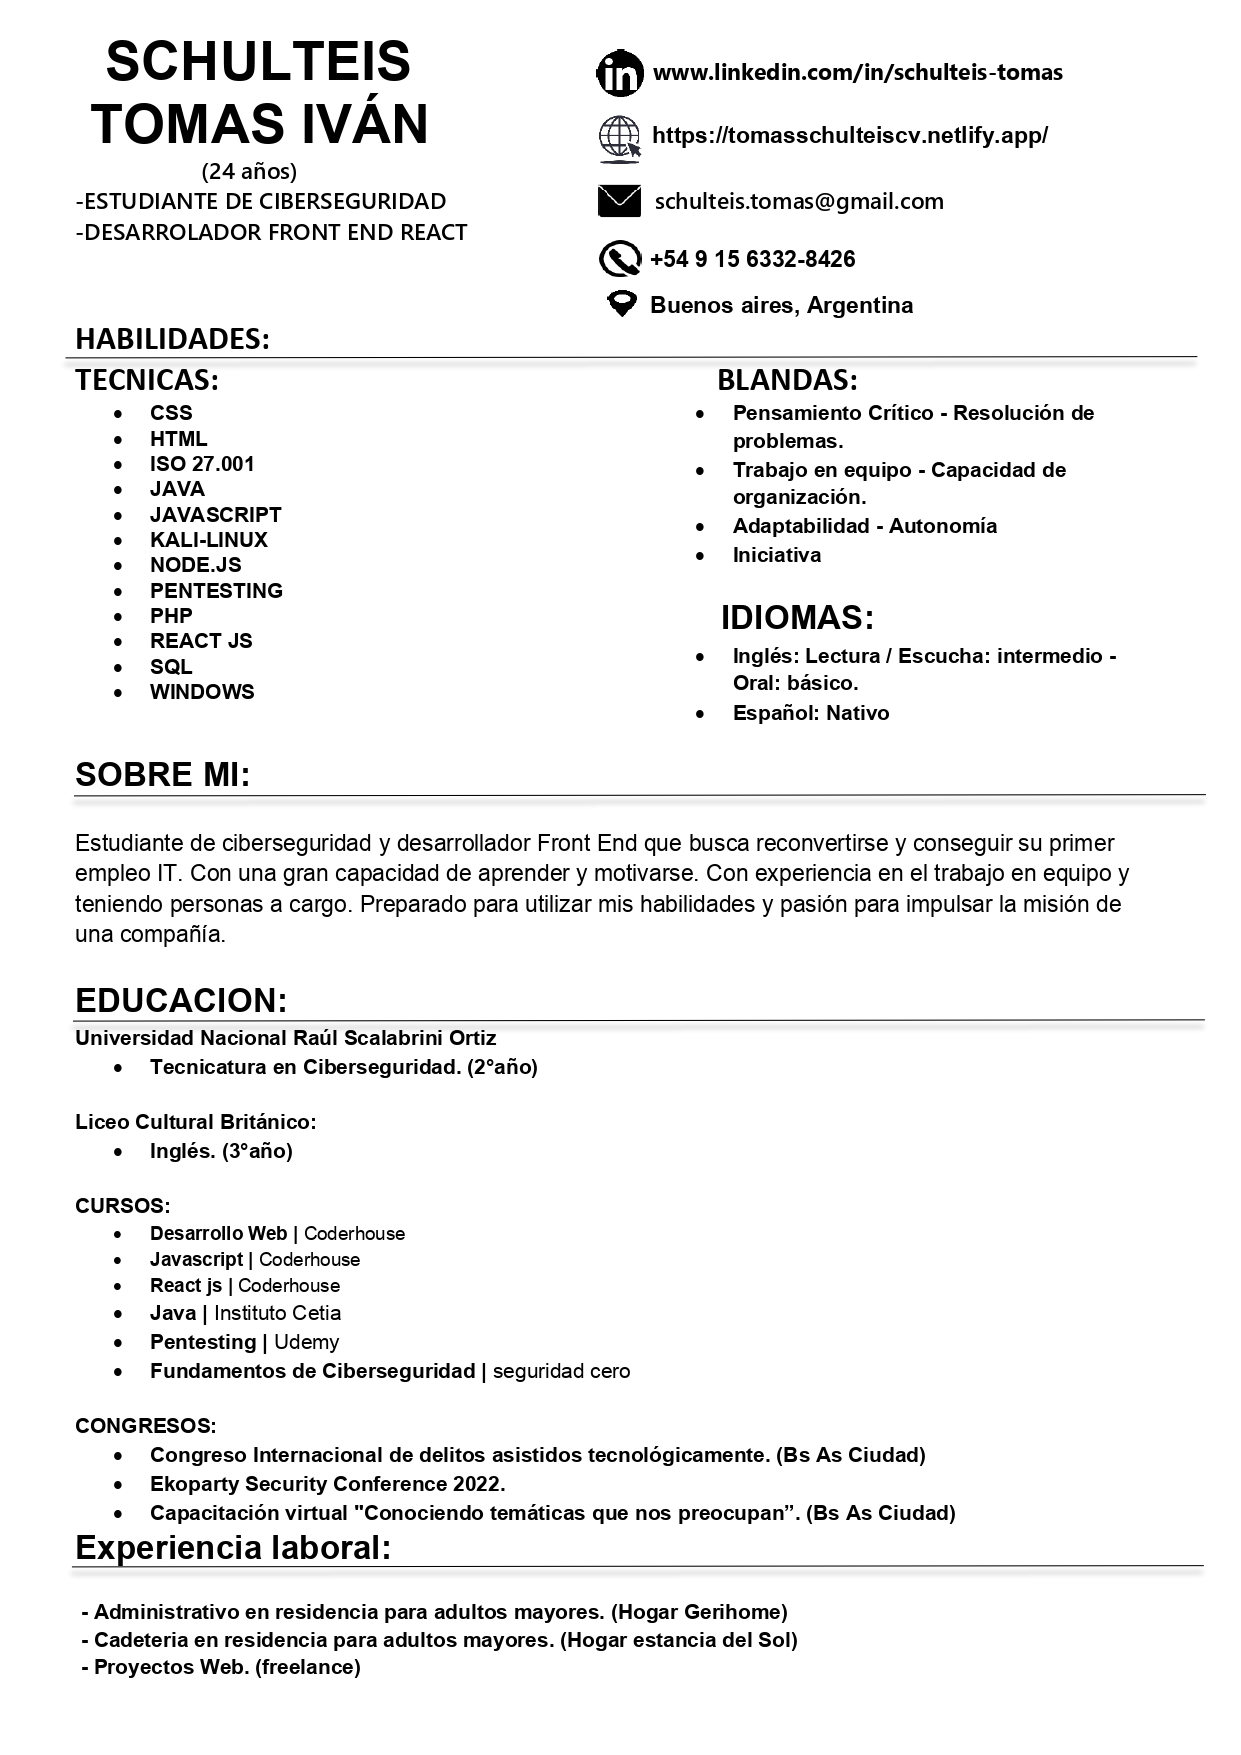 SCHULTEIS
TOMAS IVÁN
(24 años)
-ESTUDIANTE DE CIBERSEGURIDAD
-DESARROLADOR FRONT END REACT
in www.linkedin.com/in/schulteis-tomas
https://tomasschulteiscv.netlify.app/
schulteis.tomas@gmail.com
+54 9 15 6332-8426
Buenos aires, Argentina
HABILIDADES:
TECNICAS:
• CSS
• HTML
• ISO 27.001
• JAVA
• JAVASCRIPT
• KALI-LINUX
• NODE.JS
• PENTESTING
• PHP
• REACT JS
• SQL
• WINDOWS
BLANDAS:
• Pensamiento Crítico - Resolución de
problemas.
• Trabajo en equipo - Capacidad de
organización.
• Adaptabilidad - Autonomía
• Iniciativa
IDIOMAS:
• Inglés: Lectura / Escucha: intermedio -
Oral: básico.
• Español: Nativo
SOBRE MI:
Estudiante de ciberseguridad y desarrollador Front End que busca reconvertirse y conseguir su primer
empleo IT. Con una gran capacidad de aprender y motivarse. Con experiencia en el trabajo en equipo y
teniendo personas a cargo. Preparado para utilizar mis habilidades y pasión para impulsar la misión de
una compañía.
EDUCACION:
Universidad Nacional Raúl Scalabrini Ortiz
• Tecnicatura en Ciberseguridad. (2°año)
Liceo Cultural Británico:
• Inglés. (3°año)
CURSOS:
• Desarrollo Web | Coderhouse
• Javascript | Coderhouse
• React js | Coderhouse
• Java | Instituto Cetia
• Pentesting | Udemy
• Fundamentos de Ciberseguridad | seguridad cero
CONGRESOS:
• Congreso Internacional de delitos asistidos tecnológicamente. (Bs As Ciudad)
• Ekoparty Security Conference 2022.
• Capacitación virtual "Conociendo temáticas que nos preocupan”. (Bs As Ciudad)
Experiencia laboral:
- Administrativo en residencia para adultos mayores. (Hogar Gerihome)
- Cadeteria en residencia para adultos mayores. (Hogar estancia del Sol)
- Proyectos Web. (freelance)